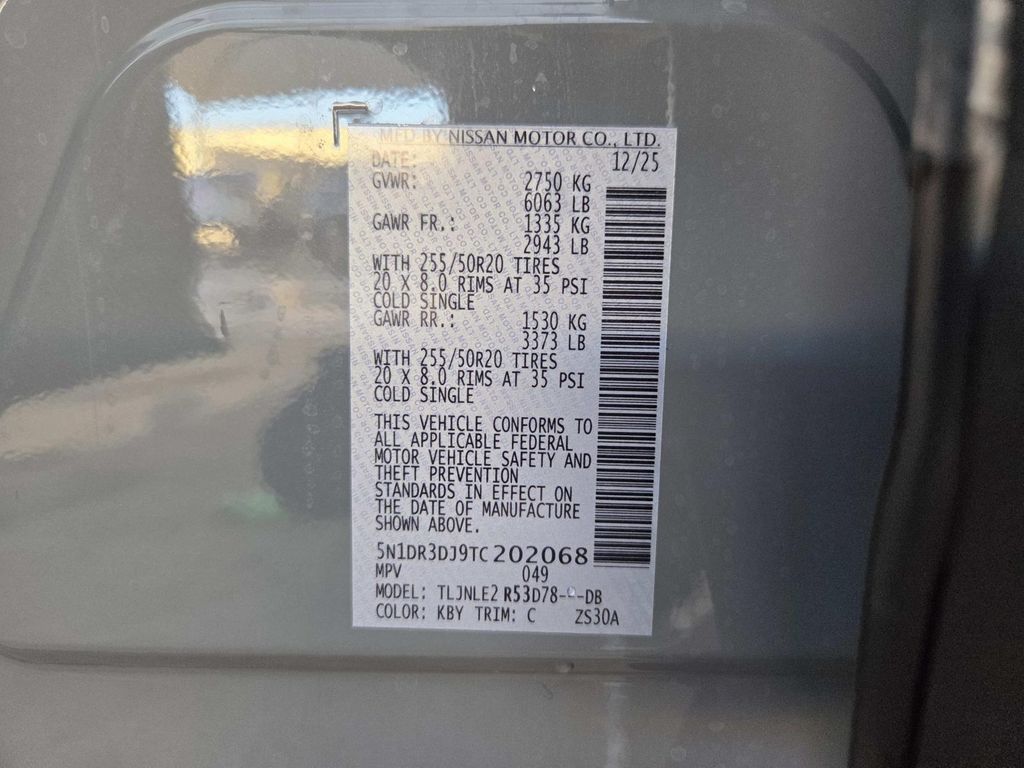 MFD BY NISSAN MOTOR CO., LTD.
DATE: 12/25
GVWR: 2750 KG
6063 LB
GAWR FR.: 1335 KG
2943 LB
WITH 255/50R20 TIRES
20 X 8.0 RIMS AT 35 PSI
COLD SINGLE
GAWR RR.: 1530 KG
3373 LB
WITH 255/50R20 TIRES
20 X 8.0 RIMS AT 35 PSI
COLD SINGLE
THIS VEHICLE CONFORMS TO
ALL APPLICABLE FEDERAL
MOTOR VEHICLE SAFETY AND
THEFT PREVENTION
STANDARDS IN EFFECT ON
THE DATE OF MANUFACTURE
SHOWN ABOVE.
5N1DR3DJ9TC202068
MPV 049
MODEL: TLJNLE2 R53D78---DB
COLOR: KBY TRIM: C ZS30A